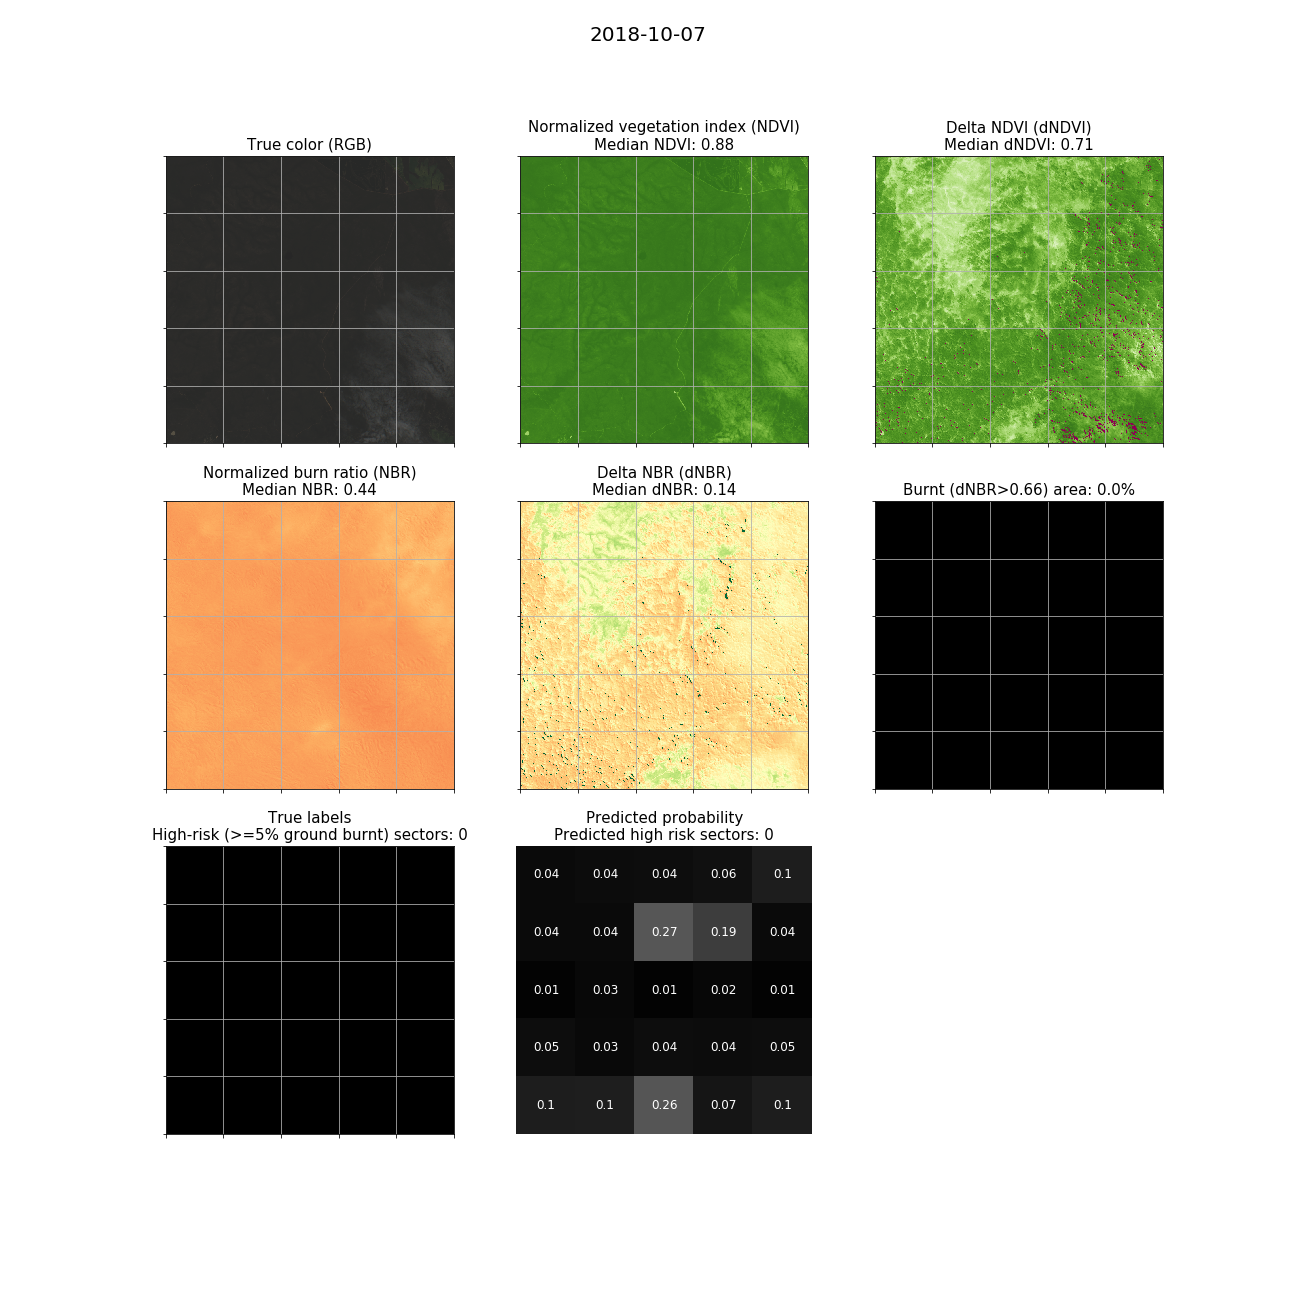 2018-10-07
True color (RGB)
Normalized vegetation index (NDVI)
Median NDVI: 0.88
Delta NDVI (dNDVI)
Median dNDVI: 0.71
Normalized burn ratio (NBR)
Median NBR: 0.44
Delta NBR (dNBR)
Median dNBR: 0.14
Burnt (dNBR>0.66) area: 0.0%
True labels
High-risk (>=5% ground burnt) sectors: 0
Predicted probability
Predicted high risk sectors: 0
0.04 0.04 0.04 0.06 0.1
0.04 0.04 0.27 0.19 0.04
0.01 0.03 0.01 0.02 0.01
0.05 0.03 0.04 0.04 0.05
0.1 0.1 0.26 0.07 0.1